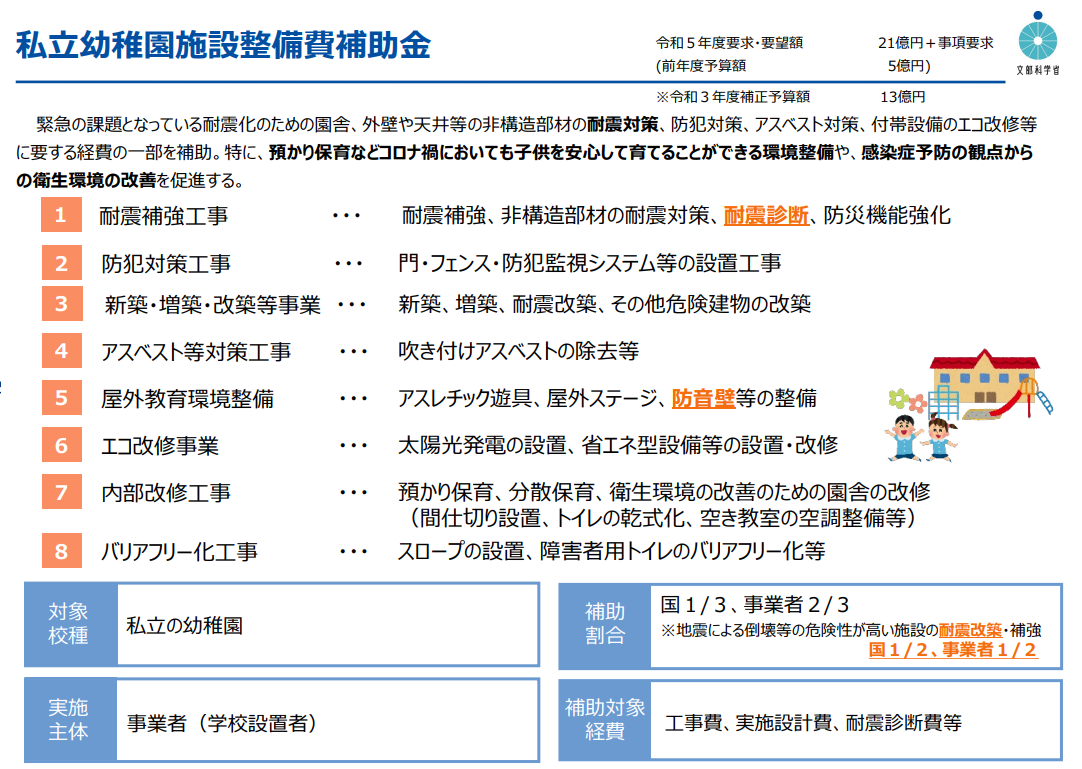 私立幼稚園施設整備費補助金
令和５年度要求・要望額 21億円＋事項要求
(前年度予算額 5億円)
※令和３年度補正予算額 13億円
文部科学省
緊急の課題となっている耐震化のための園舎、外壁や天井等の非構造部材の耐震対策、防犯対策、アスベスト対策、付帯設備のエコ改修等
に要する経費の一部を補助。特に、預かり保育などコロナ禍においても子供を安心して育てることができる環境整備や、感染症予防の観点から
の衛生環境の改善を促進する。
1 耐震補強工事 ・・・ 耐震補強、非構造部材の耐震対策、耐震診断、防災機能強化
2 防犯対策工事 ・・・ 門・フェンス・防犯監視システム等の設置工事
3 新築・増築・改築等事業 ・・・ 新築、増築、耐震改築、その他危険建物の改築
4 アスベスト等対策工事 ・・・ 吹き付けアスベストの除去等
5 屋外教育環境整備 ・・・ アスレチック遊具、屋外ステージ、防音壁等の整備
6 エコ改修事業 ・・・ 太陽光発電の設置、省エネ型設備等の設置・改修
7 内部改修工事 ・・・ 預かり保育、分散保育、衛生環境の改善のための園舎の改修
（間仕切り設置、トイレの乾式化、空き教室の空調整備等）
8 バリアフリー化工事 ・・・ スロープの設置、障害者用トイレのバリアフリー化等
対象
校種
私立の幼稚園
補助
割合
国１/３、事業者２/３
※地震による倒壊等の危険性が高い施設の耐震改築・補強
国１/２、事業者１/２
実施
主体
事業者（学校設置者）
補助対象
経費
工事費、実施設計費、耐震診断費等